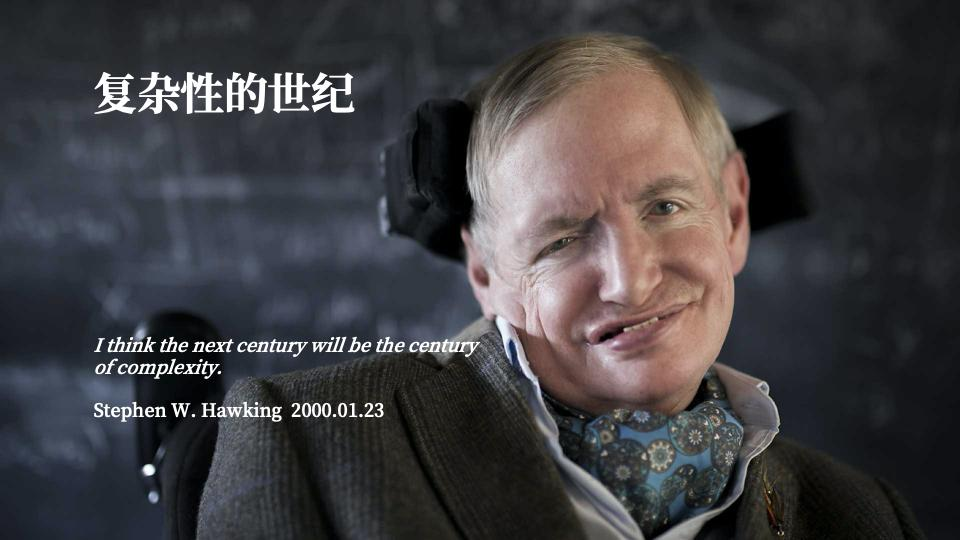 复杂性的世纪
I think the next century will be the century
of complexity.
Stephen W. Hawking 2000.01.23